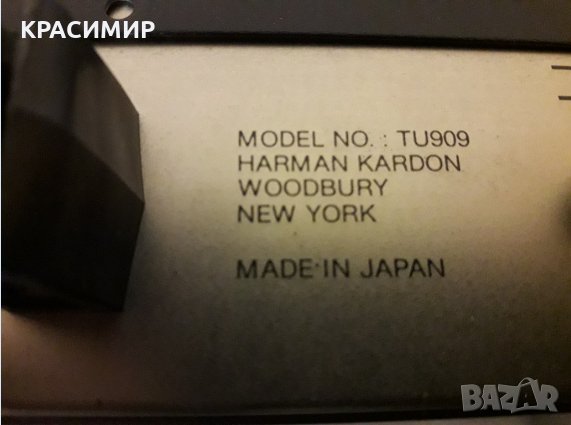 КРАСИМИР
MODEL NO. : TU909
HARMAN KARDON
WOODBURY
NEW YORK
MADE IN JAPAN
BAZAR